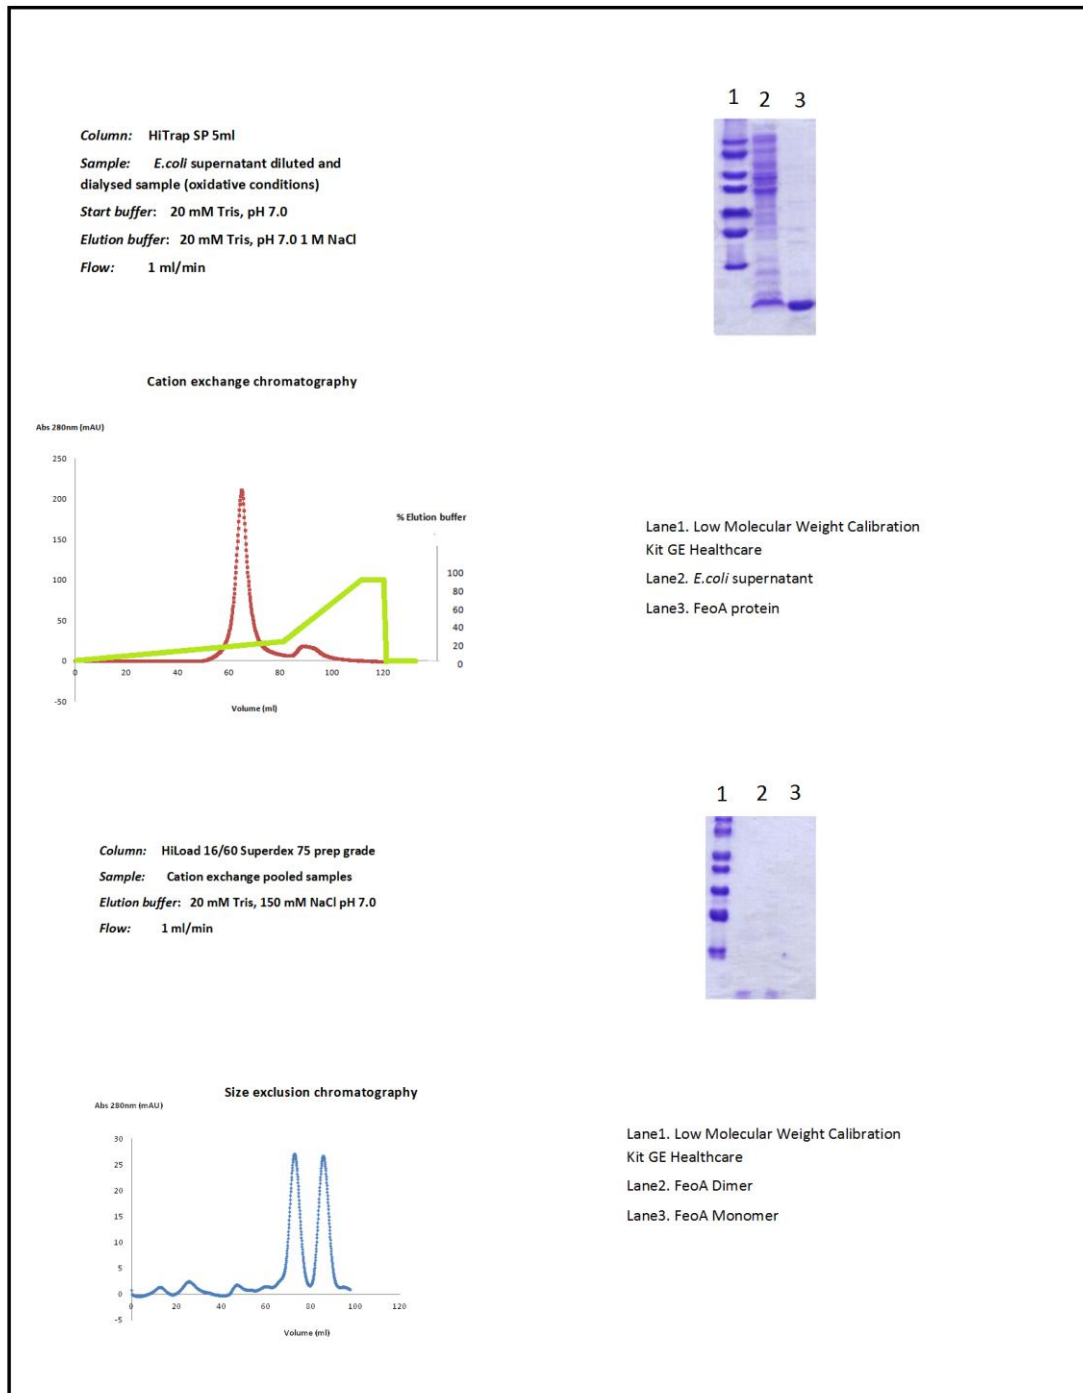 1 2 3
Column: HiTrap SP 5ml
Sample: E.coli supernatant diluted and
dialysed sample (oxidative conditions)
Start buffer: 20 mM Tris, pH 7.0
Elution buffer: 20 mM Tris, pH 7.0 1 M NaCl
Flow: 1 ml/min
Cation exchange chromatography
Abs 280nm (mAU)
250
200
150
100
50
0
-50
0 20 40 60 80 100 120
Volume (ml)
% Elution buffer
100
80
60
40
20
0
Lane1. Low Molecular Weight Calibration
Kit GE Healthcare
Lane2. E.coli supernatant
Lane3. FeoA protein
1 2 3
Column: HiLoad 16/60 Superdex 75 prep grade
Sample: Cation exchange pooled samples
Elution buffer: 20 mM Tris, 150 mM NaCl pH 7.0
Flow: 1 ml/min
Size exclusion chromatography
Abs 280nm (mAU)
30
25
20
15
10
5
0
-5
0 20 40 60 80 100 120
Volume (ml)
Lane1. Low Molecular Weight Calibration
Kit GE Healthcare
Lane2. FeoA Dimer
Lane3. FeoA Monomer